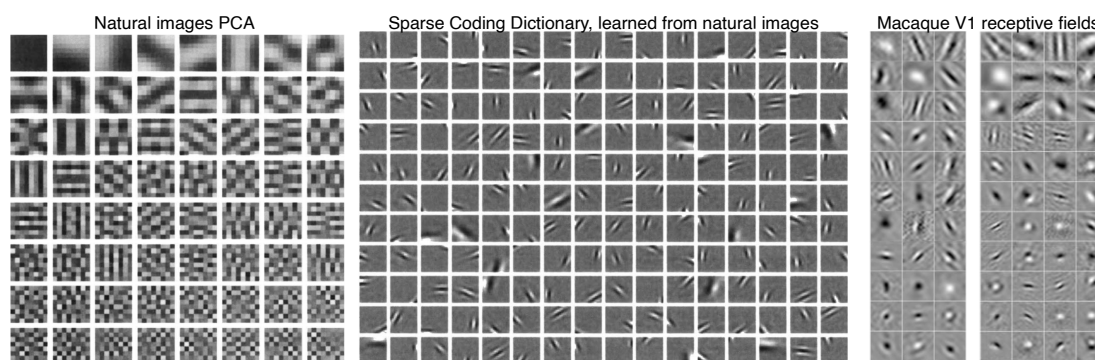 Natural images PCA
Sparse Coding Dictionary, learned from natural images
Macaque V1 receptive fields